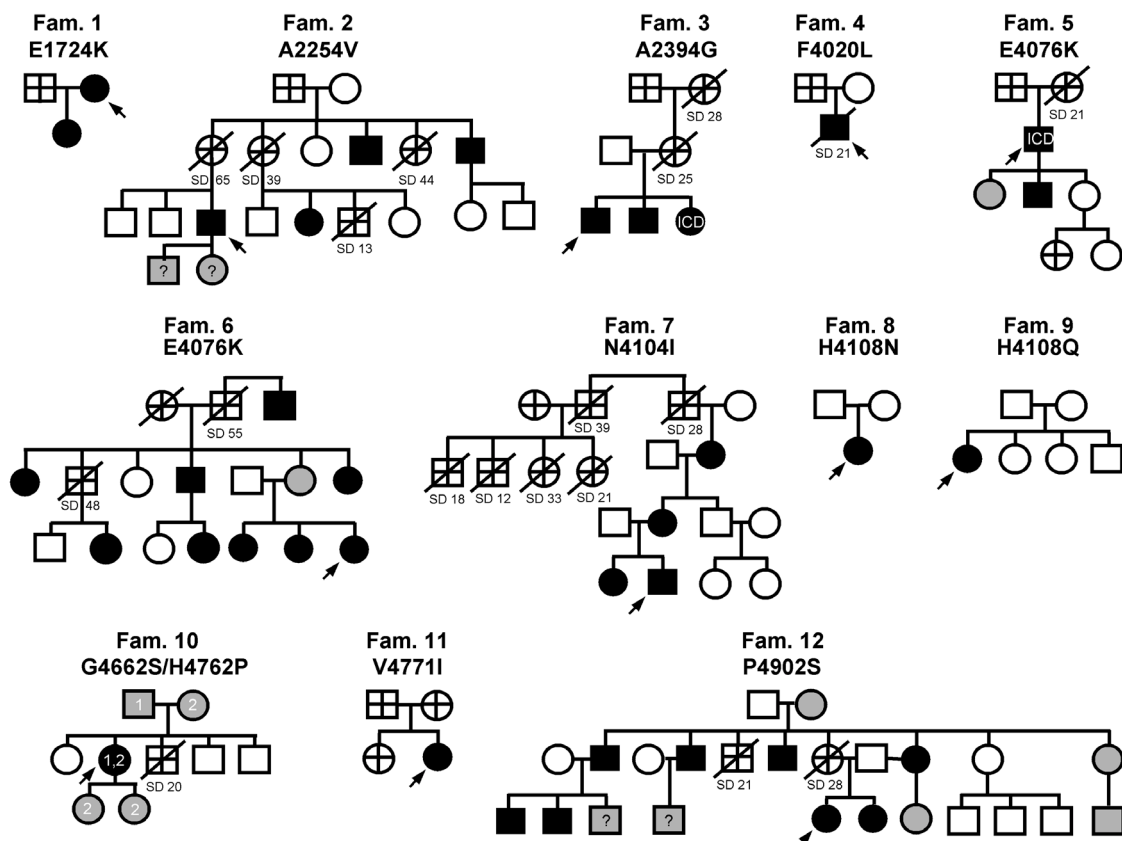 Fam. 1
E1724K
Fam. 2
A2254V
Fam. 3
A2394G
Fam. 4
F4020L
Fam. 5
E4076K
SD 28
SD 21
SD 21
ICD
SD 65
SD 39
SD 44
SD 25
SD 13
ICD
? ?
Fam. 6
E4076K
Fam. 7
N4104I
Fam. 8
H4108N
Fam. 9
H4108Q
SD 55
SD 39
SD 28
SD 48
SD 18
SD 12
SD 33
SD 21
Fam. 10
G4662S/H4762P
Fam. 11
V4771I
Fam. 12
P4902S
1 2
1,2
SD 20
SD 21
SD 28
2 2
? ?